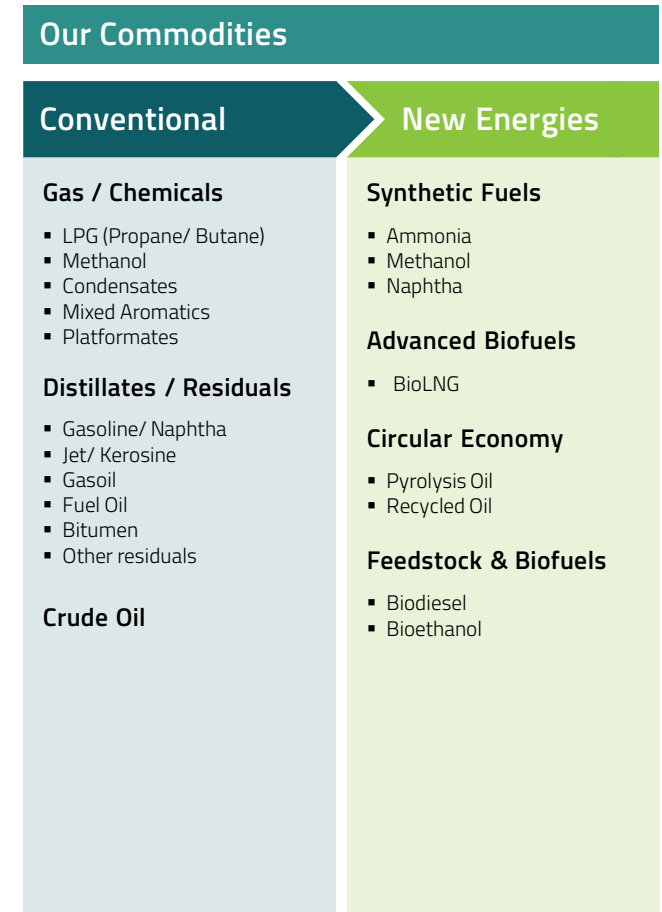 Our Commodities
Conventional
Gas / Chemicals
▪ LPG (Propane/ Butane)
▪ Methanol
▪ Condensates
▪ Mixed Aromatics
▪ Platformates
Distillates / Residuals
▪ Gasoline/ Naphtha
▪ Jet/ Kerosine
▪ Gasoil
▪ Fuel Oil
▪ Bitumen
▪ Other residuals
Crude Oil
New Energies
Synthetic Fuels
▪ Ammonia
▪ Methanol
▪ Naphtha
Advanced Biofuels
▪ BioLNG
Circular Economy
▪ Pyrolysis Oil
▪ Recycled Oil
Feedstock & Biofuels
▪ Biodiesel
▪ Bioethanol